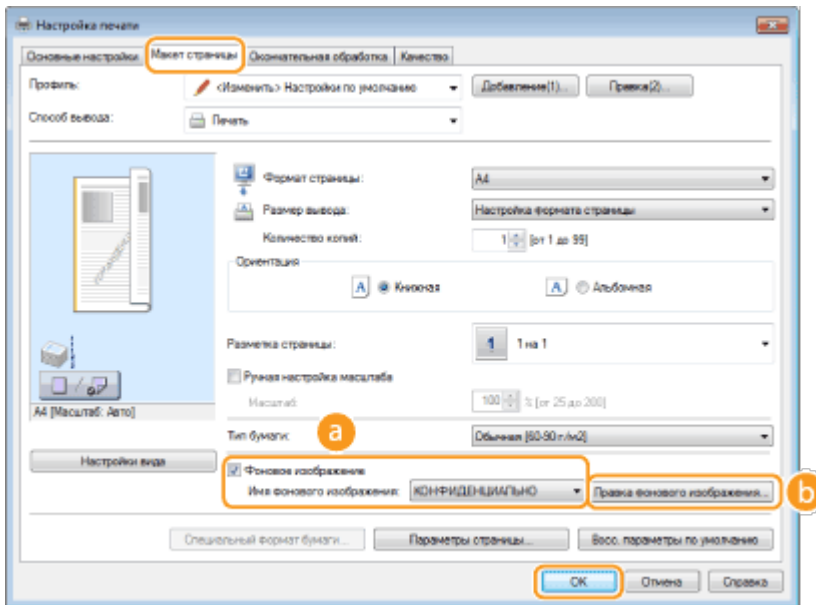 Настройка печати
Основные настройки Макет страницы Окончательная обработка Качество
Профиль: <Изменить> Настройки по умолчанию Добавление(1)... Правка(2)...
Способ вывода: Печать
Формат страницы: A4
Размер вывода: Настройка формата страницы
Количество копий: 1 [от 1 до 99]
Ориентация
A Книжная A Альбомная
Разметка страницы: 1 1 на 1
Ручная настройка масштаба
Масштаб: 100 % [от 25 до 200]
A4 [Масштаб: Авто]
Тип бумаги: Обычная [60-90 г/м2]
a
Настройки вида
Фоновое изображение
Имя фонового изображения: КОНФИДЕНЦИАЛЬНО Правка фонового изображения...
b
Специальный формат бумаги... Параметры страницы... Восс. параметры по умолчанию
OK Отмена Справка